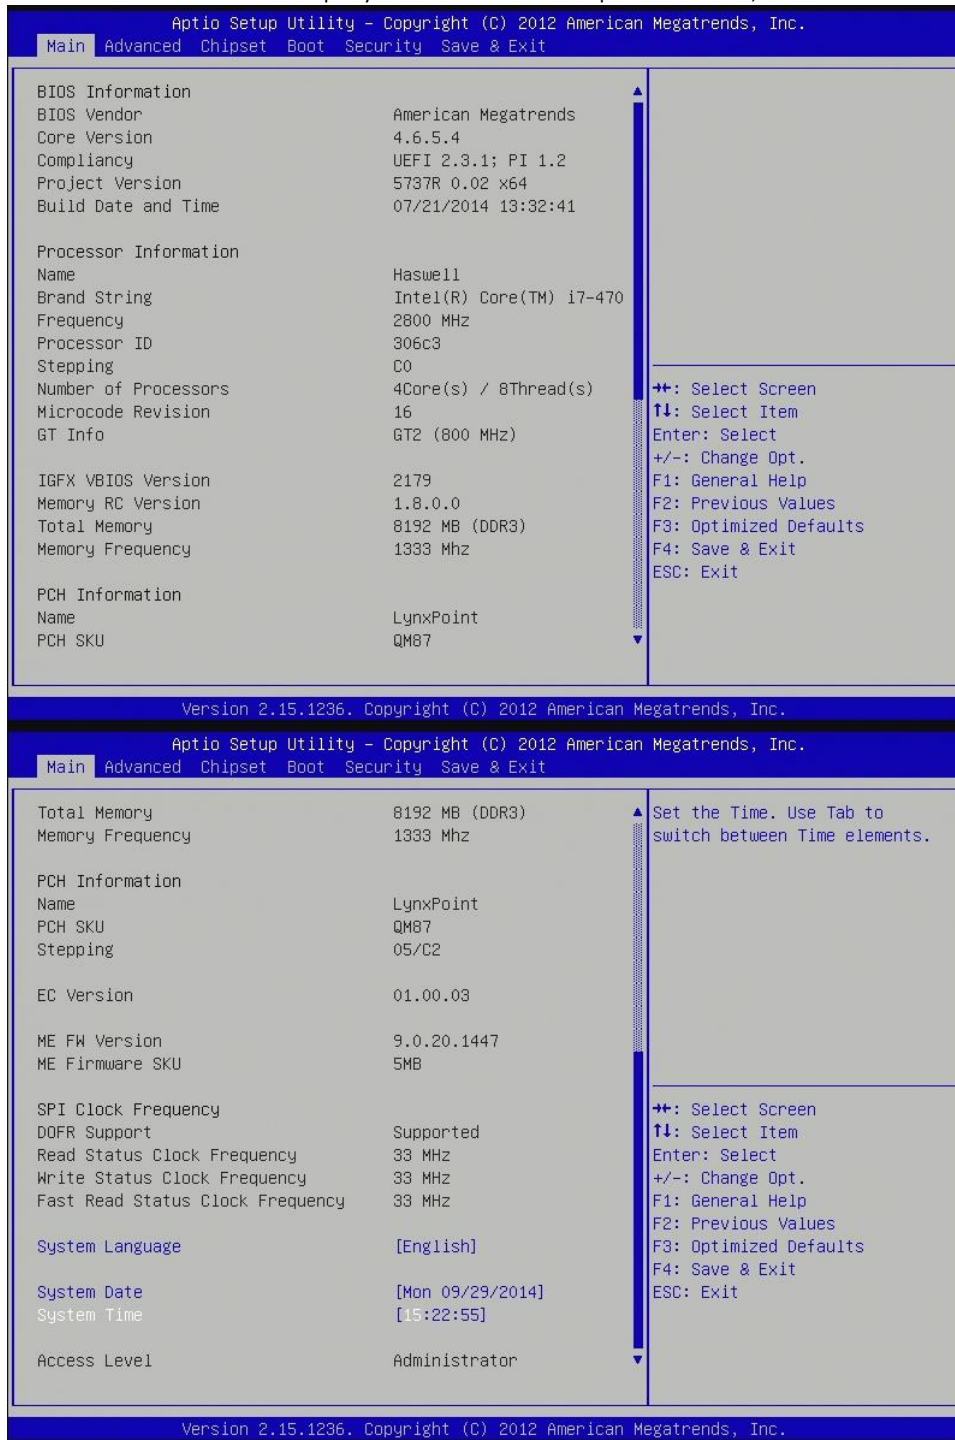 Aptio Setup Utility – Copyright (C) 2012 American Megatrends, Inc.
Main Advanced Chipset Boot Security Save & Exit
BIOS Information
BIOS Vendor American Megatrends
Core Version 4.6.5.4
Compliancy UEFI 2.3.1; PI 1.2
Project Version 5737R 0.02 x64
Build Date and Time 07/21/2014 13:32:41
Processor Information
Name Haswell
Brand String Intel(R) Core(TM) i7-470
Frequency 2800 MHz
Processor ID 306c3
Stepping C0
Number of Processors 4Core(s) / 8Thread(s)
Microcode Revision 16
GT Info GT2 (800 MHz)
IGFX VBIOS Version 2179
Memory RC Version 1.8.0.0
Total Memory 8192 MB (DDR3)
Memory Frequency 1333 Mhz
PCH Information
Name LynxPoint
PCH SKU QM87
→←: Select Screen
↑↓: Select Item
Enter: Select
+/-: Change Opt.
F1: General Help
F2: Previous Values
F3: Optimized Defaults
F4: Save & Exit
ESC: Exit
Version 2.15.1236. Copyright (C) 2012 American Megatrends, Inc.
Aptio Setup Utility – Copyright (C) 2012 American Megatrends, Inc.
Main Advanced Chipset Boot Security Save & Exit
Total Memory 8192 MB (DDR3)
Memory Frequency 1333 Mhz
PCH Information
Name LynxPoint
PCH SKU QM87
Stepping 05/C2
EC Version 01.00.03
ME FW Version 9.0.20.1447
ME Firmware SKU 5MB
SPI Clock Frequency
DOFR Support Supported
Read Status Clock Frequency 33 MHz
Write Status Clock Frequency 33 MHz
Fast Read Status Clock Frequency 33 MHz
System Language [English]
System Date [Mon 09/29/2014]
System Time [15:22:55]
Access Level Administrator
Set the Time. Use Tab to
switch between Time elements.
→←: Select Screen
↑↓: Select Item
Enter: Select
+/-: Change Opt.
F1: General Help
F2: Previous Values
F3: Optimized Defaults
F4: Save & Exit
ESC: Exit
Version 2.15.1236. Copyright (C) 2012 American Megatrends, Inc.